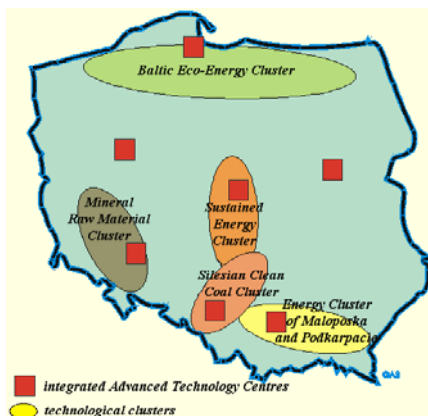 Baltic Eco-Energy Cluster
Mineral
Raw Material
Cluster
Sustained
Energy
Cluster
Silesian Clean
Coal Cluster
Energy Cluster
of Maloposka
and Podkarpacie
integrated Advanced Technology Centres
technological clusters